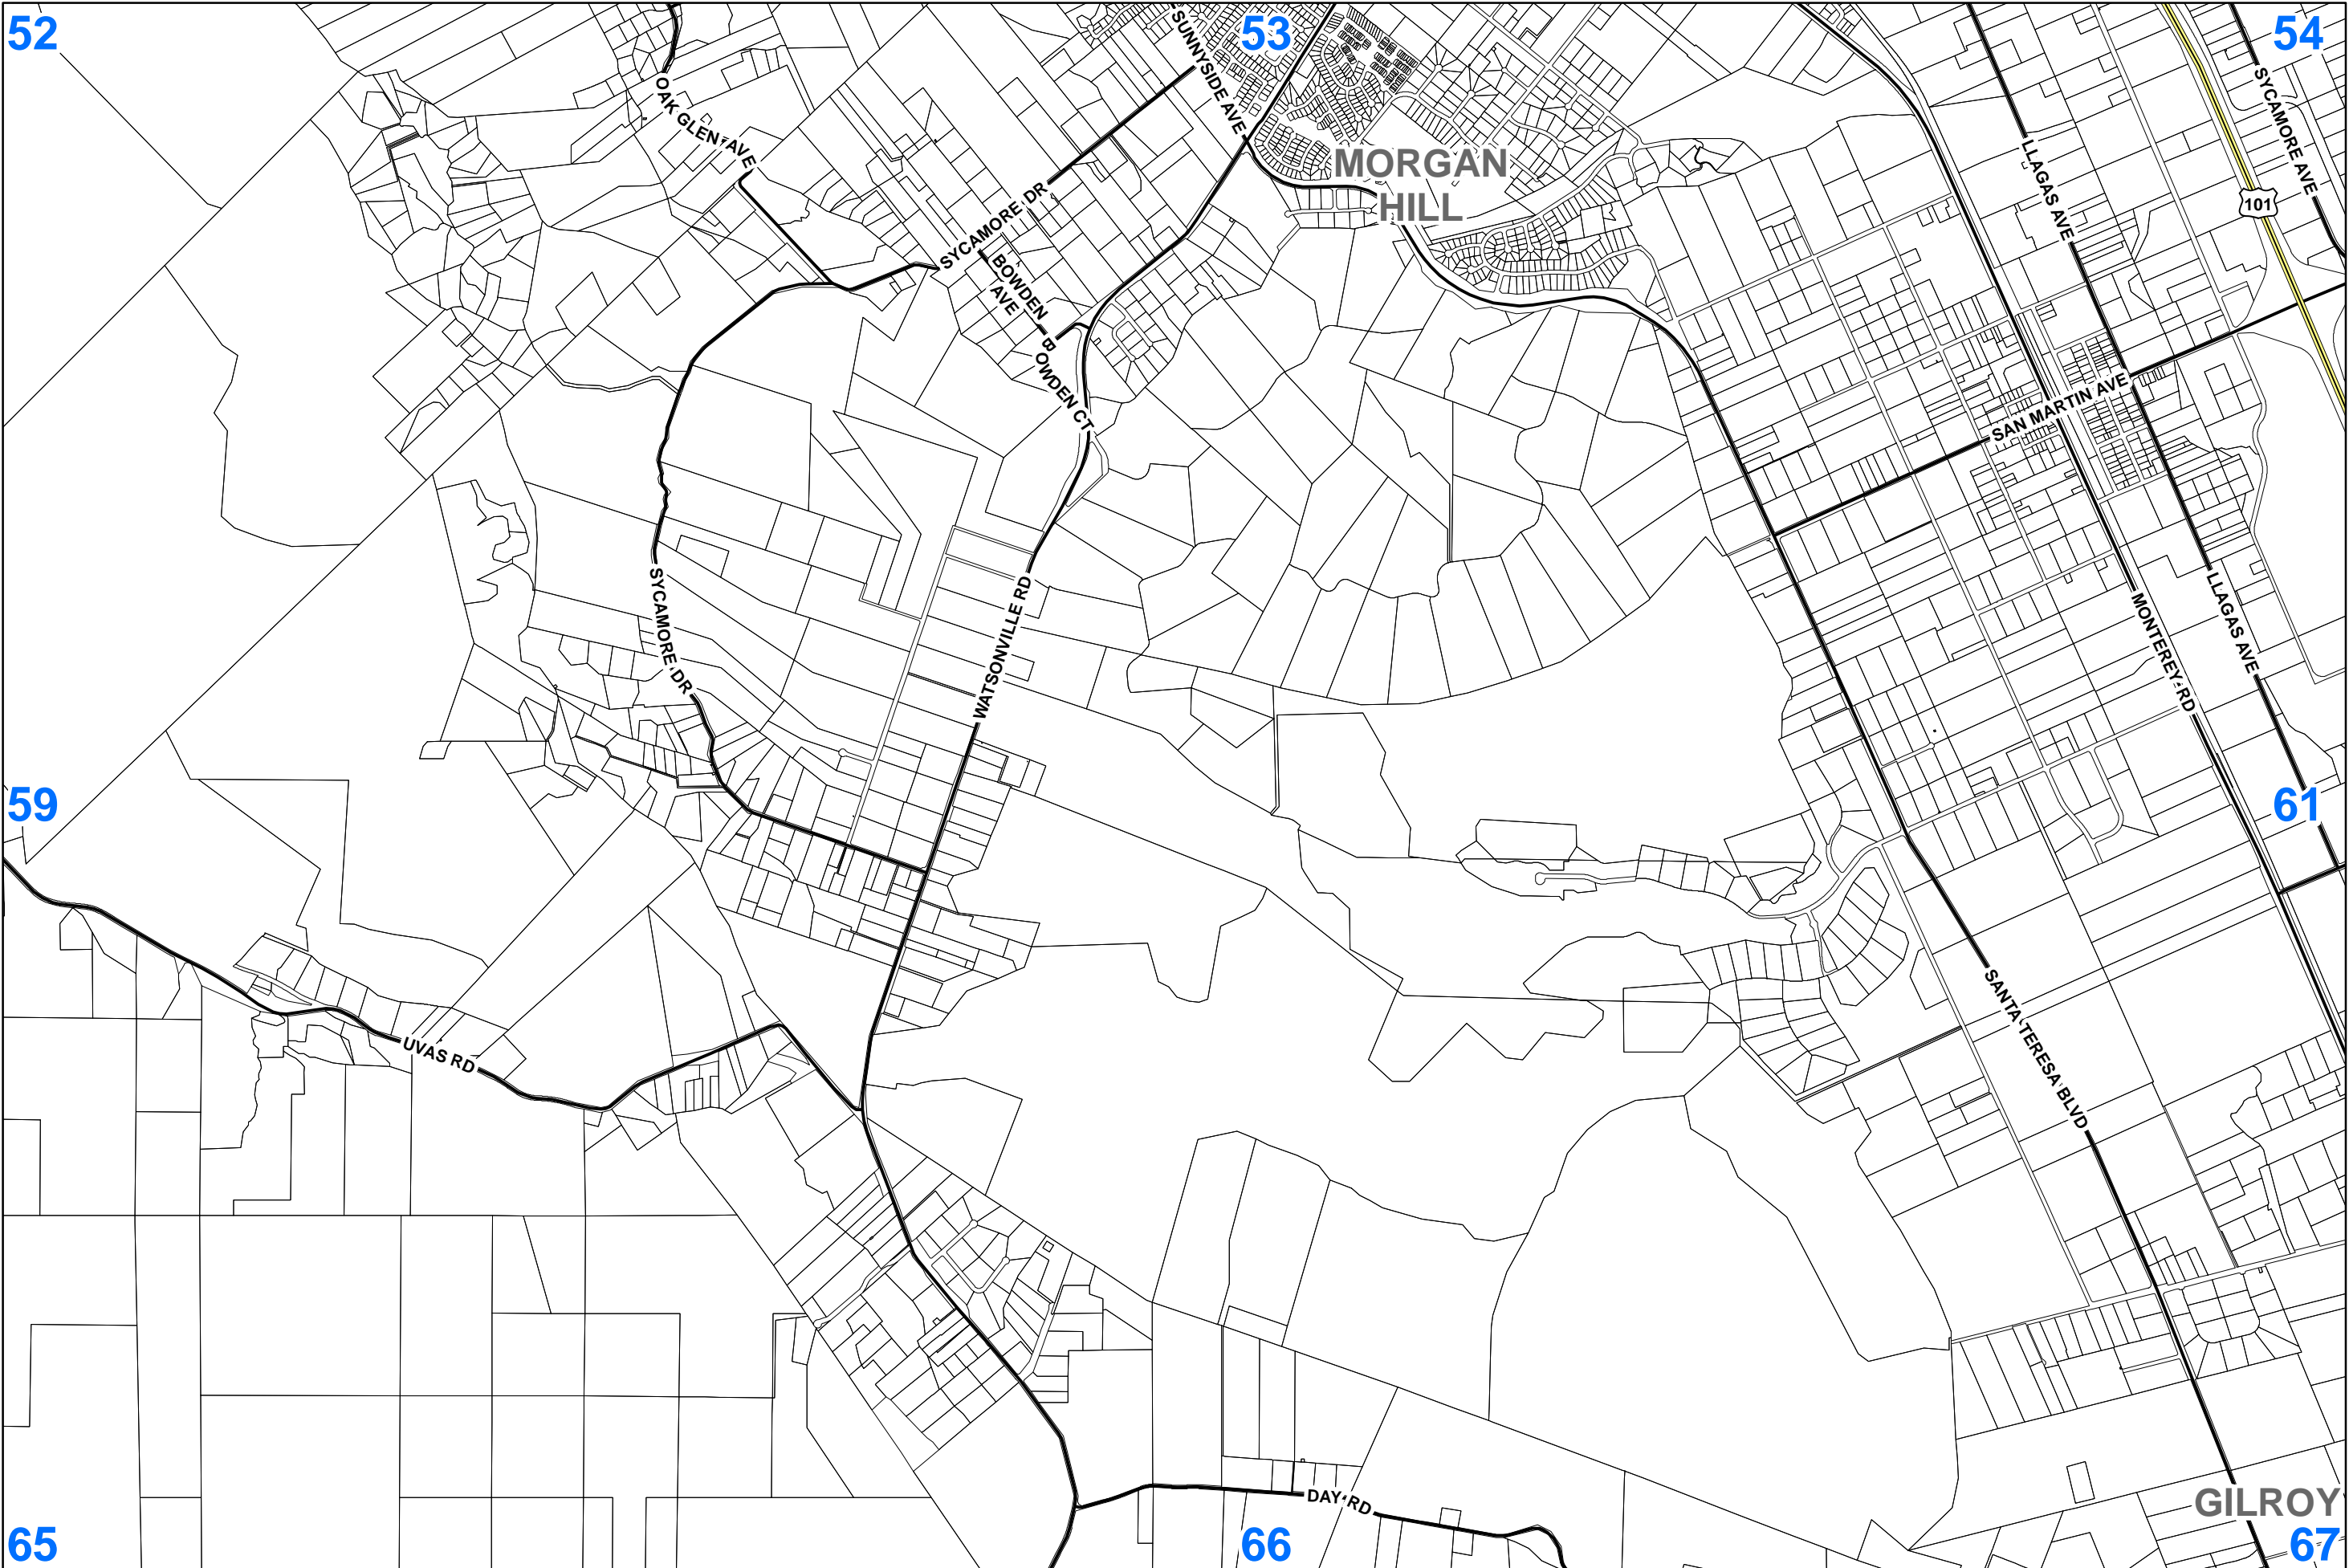 52
53
54
SUNNYSIDE AVE
SYCAMORE AVE
OAK GLEN AVE
LLAGAS AVE
MORGAN
HILL
101
SYCAMORE DR
BOWDEN
AVE
BOWDEN CT
SAN MARTIN AVE
SYCAMORE DR
WATSONVILLE RD
MONTEREY RD
LLAGAS AVE
59
61
SANTA TERESA BLVD
UVAS RD
DAY RD
GILROY
65
66
67